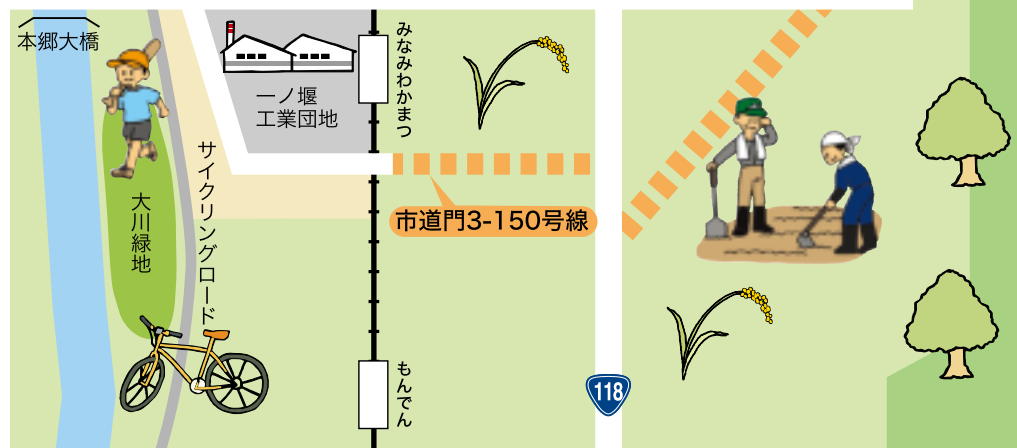 本郷大橋
みなみわかまつ
一ノ堰
工業団地
サイクリングロード
大川緑地
市道門3-150号線
もんでん
118